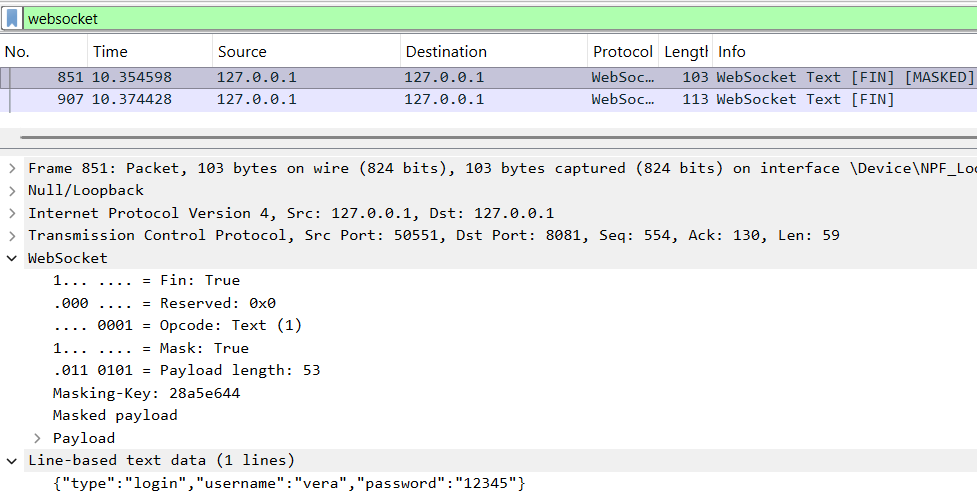 websocket
No. Time Source Destination Protocol Lengtl Info
851 10.354598 127.0.0.1 127.0.0.1 WebSoc… 103 WebSocket Text [FIN] [MASKED]
907 10.374428 127.0.0.1 127.0.0.1 WebSoc… 113 WebSocket Text [FIN]
Frame 851: Packet, 103 bytes on wire (824 bits), 103 bytes captured (824 bits) on interface \Device\NPF_Loo
Null/Loopback
Internet Protocol Version 4, Src: 127.0.0.1, Dst: 127.0.0.1
Transmission Control Protocol, Src Port: 50551, Dst Port: 8081, Seq: 554, Ack: 130, Len: 59
WebSocket
1... .... = Fin: True
.000 .... = Reserved: 0x0
.... 0001 = Opcode: Text (1)
1... .... = Mask: True
.011 0101 = Payload length: 53
Masking-Key: 28a5e644
Masked payload
Payload
Line-based text data (1 lines)
{"type":"login","username":"vera","password":"12345"}